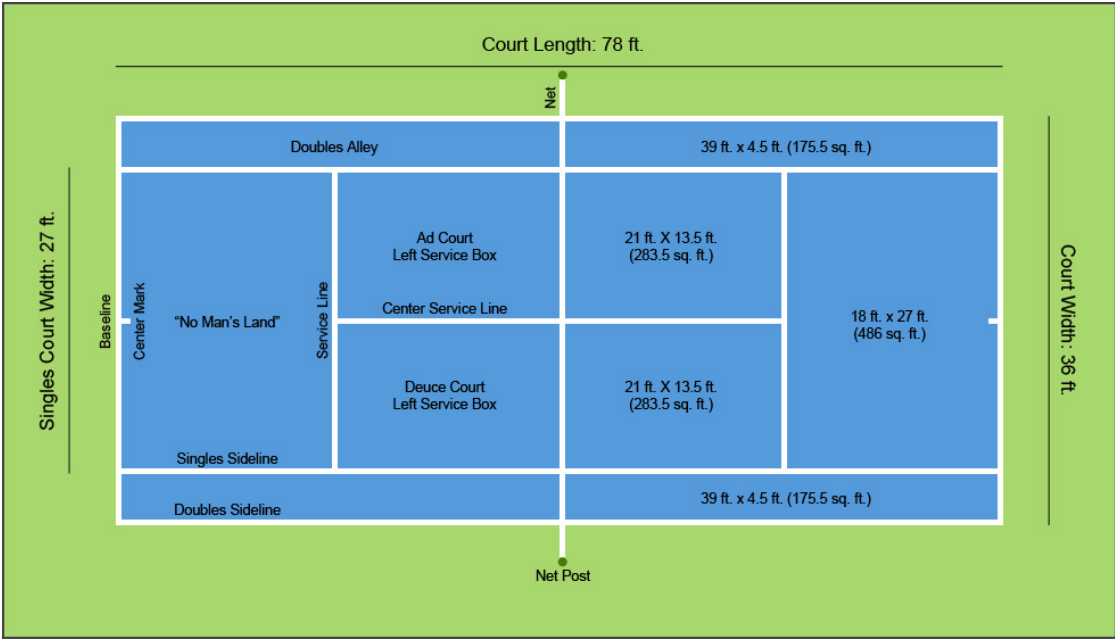 Court Length: 78 ft.
Net
Doubles Alley
39 ft. x 4.5 ft. (175.5 sq. ft.)
Singles Court Width: 27 ft.
Baseline
Center Mark
“No Man’s Land”
Service Line
Ad Court
Left Service Box
21 ft. X 13.5 ft.
(283.5 sq. ft.)
Center Service Line
18 ft. x 27 ft.
(486 sq. ft.)
Court Width: 36 ft.
Deuce Court
Left Service Box
21 ft. X 13.5 ft.
(283.5 sq. ft.)
Singles Sideline
Doubles Sideline
39 ft. x 4.5 ft. (175.5 sq. ft.)
Net Post